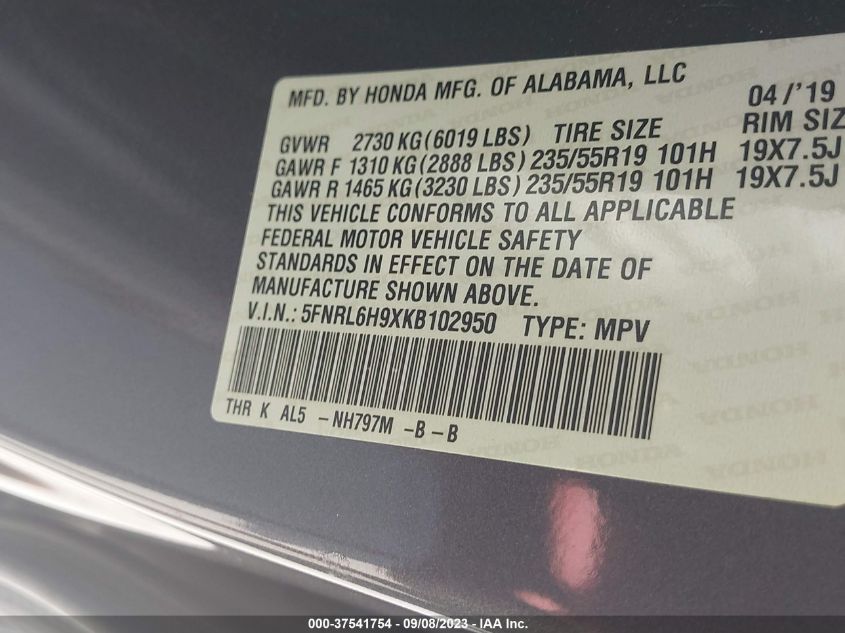 MFD. BY HONDA MFG. OF ALABAMA, LLC 04/'19
GVWR 2730 KG(6019 LBS) TIRE SIZE RIM SIZ
GAWR F 1310 KG(2888 LBS) 235/55R19 101H 19X7.5J
GAWR R 1465 KG(3230 LBS) 235/55R19 101H 19X7.5J
THIS VEHICLE CONFORMS TO ALL APPLICABLE
FEDERAL MOTOR VEHICLE SAFETY
STANDARDS IN EFFECT ON THE DATE OF
MANUFACTURE SHOWN ABOVE.
V.I.N.: 5FNRL6H9XKB102950 TYPE: MPV
THR K AL5 -NH797M -B-B
000-37541754 - 09/08/2023 - IAA Inc.